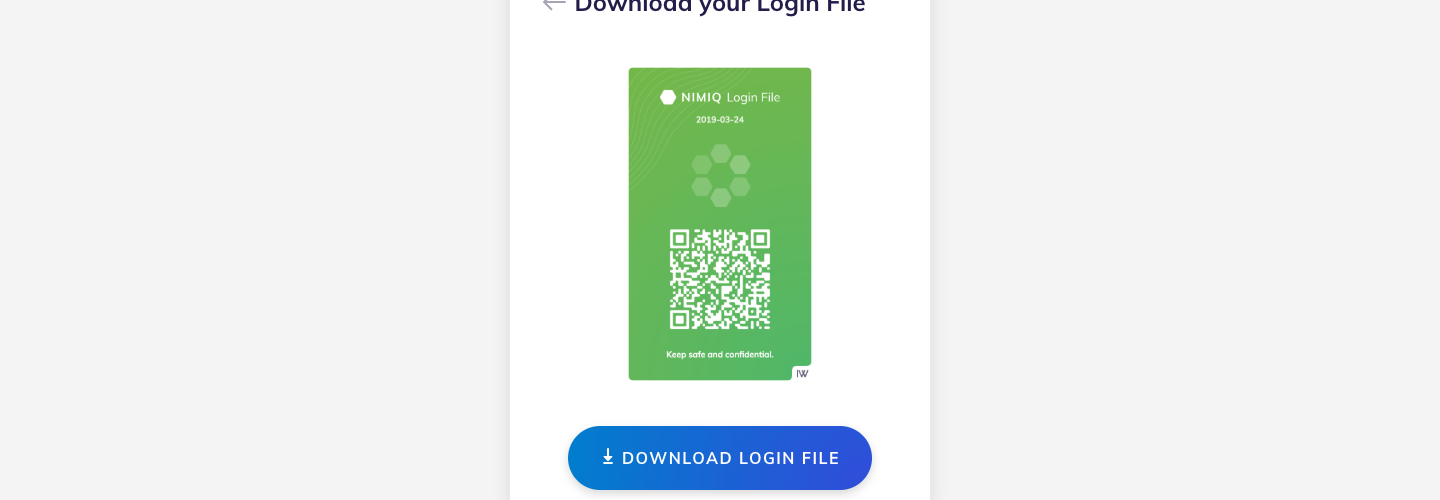 Download your Login File
NIMIQ Login File
2019-03-24
Keep safe and confidential.
IW
DOWNLOAD LOGIN FILE